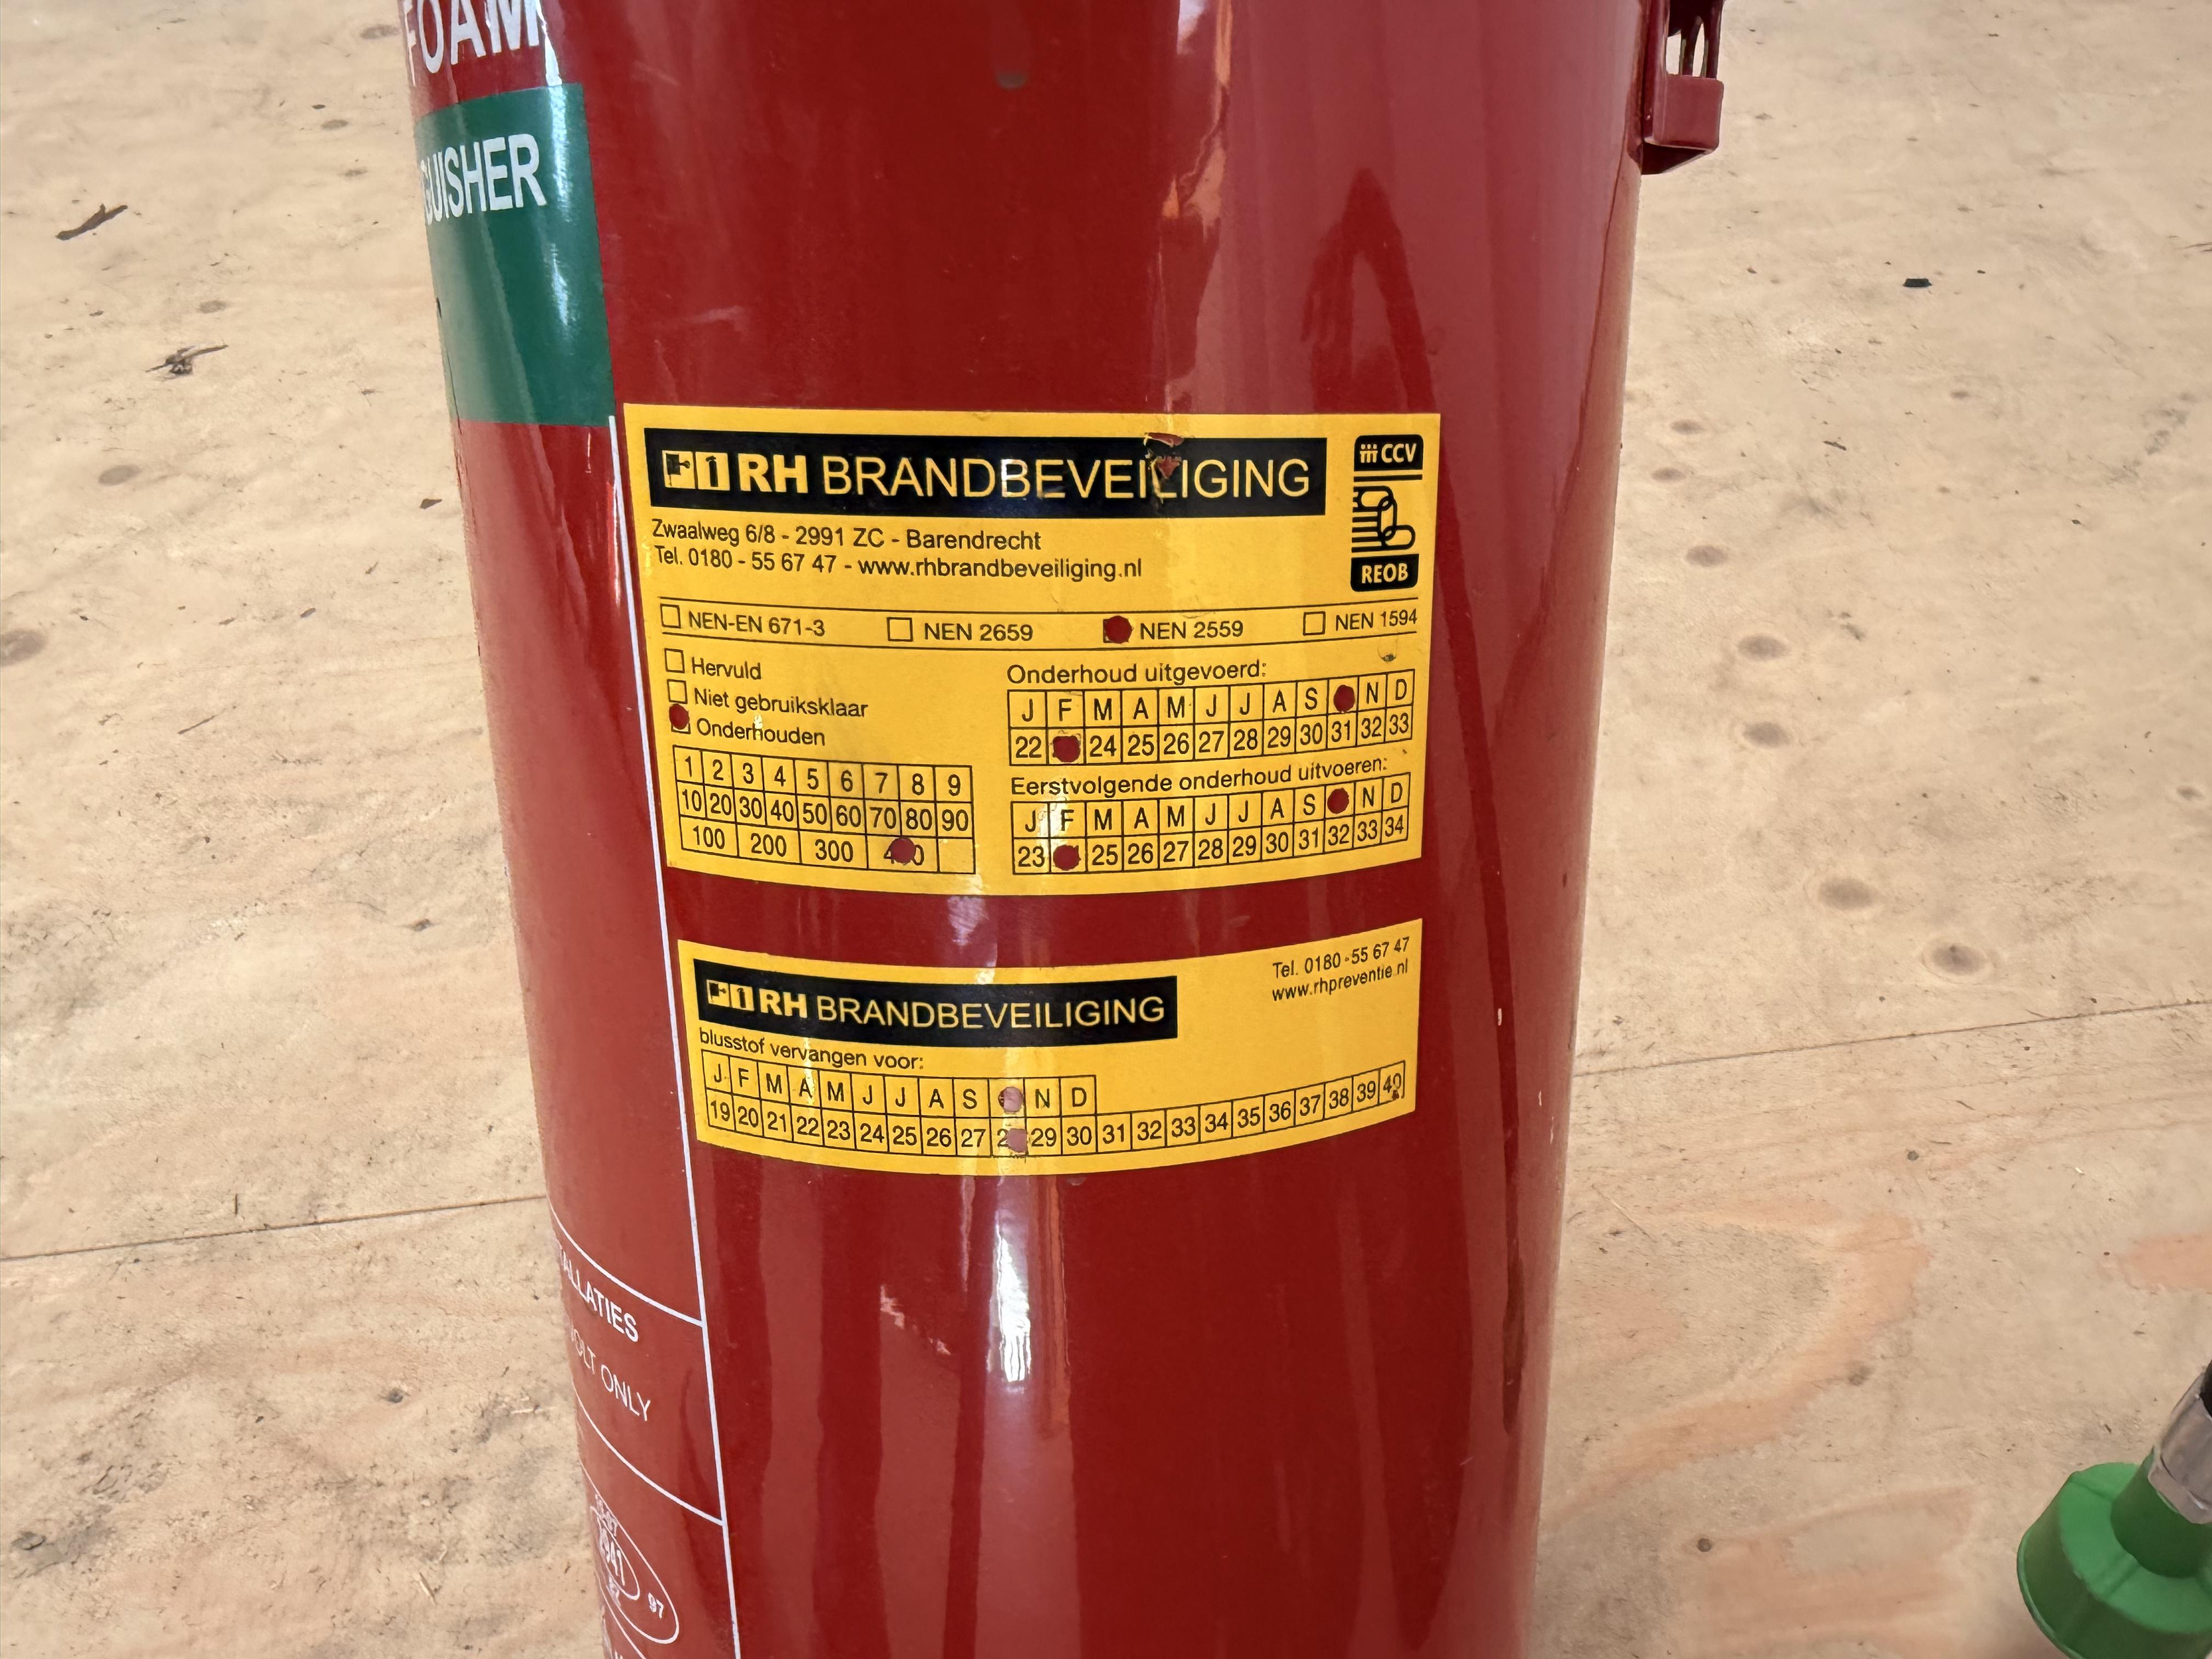 FOAM
GUISHER
RH BRANDBEVEILIGING
CCV
REOB
Zwaalweg 6/8 - 2991 ZC - Barendrecht
Tel. 0180 - 55 67 47 - www.rhbrandbeveiliging.nl
NEN-EN 671-3 NEN 2659 NEN 2559 NEN 1594
Hervuld
Niet gebruiksklaar
Onderhouden
1 2 3 4 5 6 7 8 9
10 20 30 40 50 60 70 80 90
100 200 300
Onderhoud uitgevoerd:
J F M A M J J A S N D
22 24 25 26 27 28 29 30 31 32 33
Eerstvolgende onderhoud uitvoeren:
J F M A M J J A S N D
23 25 26 27 28 29 30 31 32 33 34
RH BRANDBEVEILIGING
Tel. 0180 - 55 67 47
www.rhpreventie.nl
blusstof vervangen voor:
J F M A M J J A S N D
19 20 21 22 23 24 25 26 27 29 30 31 32 33 34 35 36 37 38 39 40
ALLATIES
VOLT ONLY
97